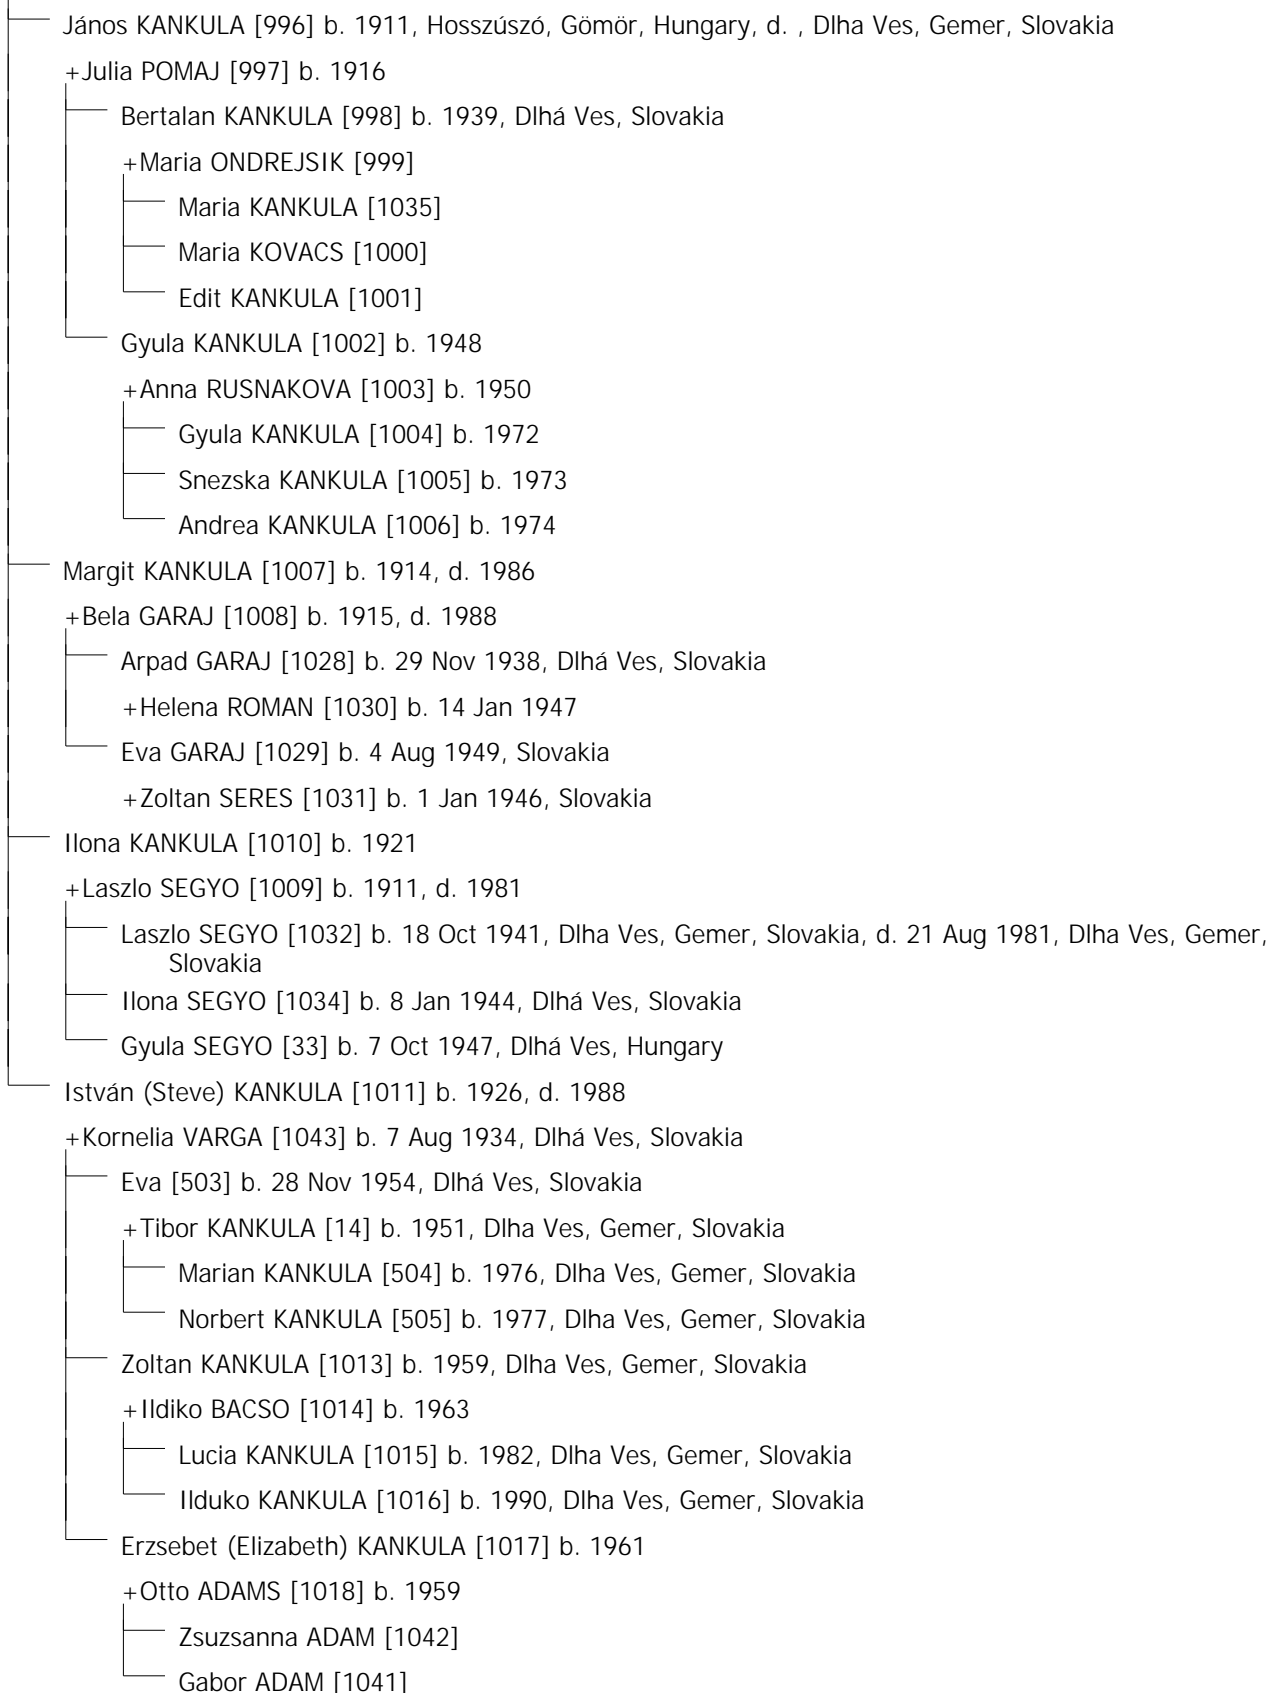 János KANKULA [996] b. 1911, Hosszúszó, Gömör, Hungary, d. , Dlha Ves, Gemer, Slovakia
+Julia POMAJ [997] b. 1916
Bertalan KANKULA [998] b. 1939, Dlhá Ves, Slovakia
+Maria ONDREJSIK [999]
Maria KANKULA [1035]
Maria KOVACS [1000]
Edit KANKULA [1001]
Gyula KANKULA [1002] b. 1948
+Anna RUSNAKOVA [1003] b. 1950
Gyula KANKULA [1004] b. 1972
Snezska KANKULA [1005] b. 1973
Andrea KANKULA [1006] b. 1974
Margit KANKULA [1007] b. 1914, d. 1986
+Bela GARAJ [1008] b. 1915, d. 1988
Arpad GARAJ [1028] b. 29 Nov 1938, Dlhá Ves, Slovakia
+Helena ROMAN [1030] b. 14 Jan 1947
Eva GARAJ [1029] b. 4 Aug 1949, Slovakia
+Zoltan SERES [1031] b. 1 Jan 1946, Slovakia
Ilona KANKULA [1010] b. 1921
+Laszlo SEGYO [1009] b. 1911, d. 1981
Laszlo SEGYO [1032] b. 18 Oct 1941, Dlha Ves, Gemer, Slovakia, d. 21 Aug 1981, Dlha Ves, Gemer,
Slovakia
Ilona SEGYO [1034] b. 8 Jan 1944, Dlhá Ves, Slovakia
Gyula SEGYO [33] b. 7 Oct 1947, Dlhá Ves, Hungary
István (Steve) KANKULA [1011] b. 1926, d. 1988
+Kornelia VARGA [1043] b. 7 Aug 1934, Dlhá Ves, Slovakia
Eva [503] b. 28 Nov 1954, Dlhá Ves, Slovakia
+Tibor KANKULA [14] b. 1951, Dlha Ves, Gemer, Slovakia
Marian KANKULA [504] b. 1976, Dlha Ves, Gemer, Slovakia
Norbert KANKULA [505] b. 1977, Dlha Ves, Gemer, Slovakia
Zoltan KANKULA [1013] b. 1959, Dlha Ves, Gemer, Slovakia
+Ildiko BACSO [1014] b. 1963
Lucia KANKULA [1015] b. 1982, Dlha Ves, Gemer, Slovakia
Ilduko KANKULA [1016] b. 1990, Dlha Ves, Gemer, Slovakia
Erzsebet (Elizabeth) KANKULA [1017] b. 1961
+Otto ADAMS [1018] b. 1959
Zsuzsanna ADAM [1042]
Gabor ADAM [1041]